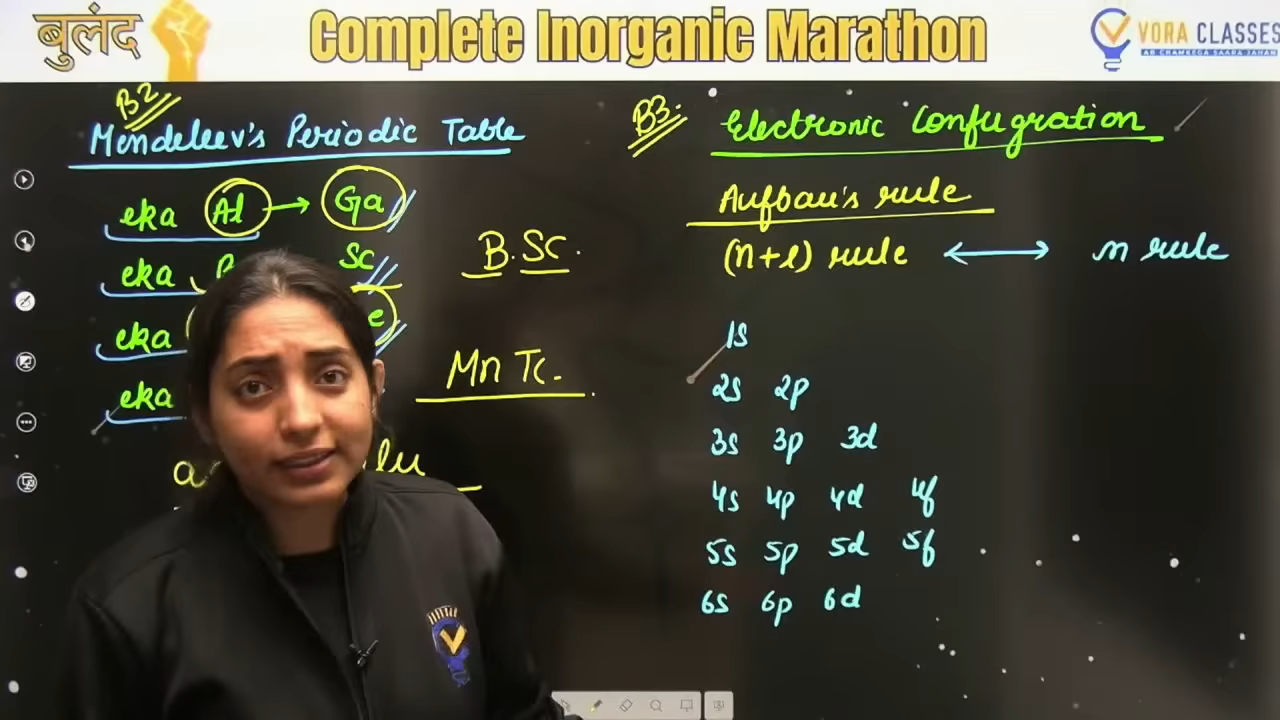 बुलंद
Complete Inorganic Marathon
VORA CLASSES
AB CHAMKEGA SAARA JAHAN
B2
Mendeleev's Periodic Table
eka Al → Ga
eka Sc
eka
eka
B.Sc.
Mn Tc.
B3.
Electronic Confugration
Aufbau's rule
(n+l) rule ↔ n rule
1s
2s 2p
3s 3p 3d
4s 4p 4d 4f
5s 5p 5d 5f
6s 6p 6d